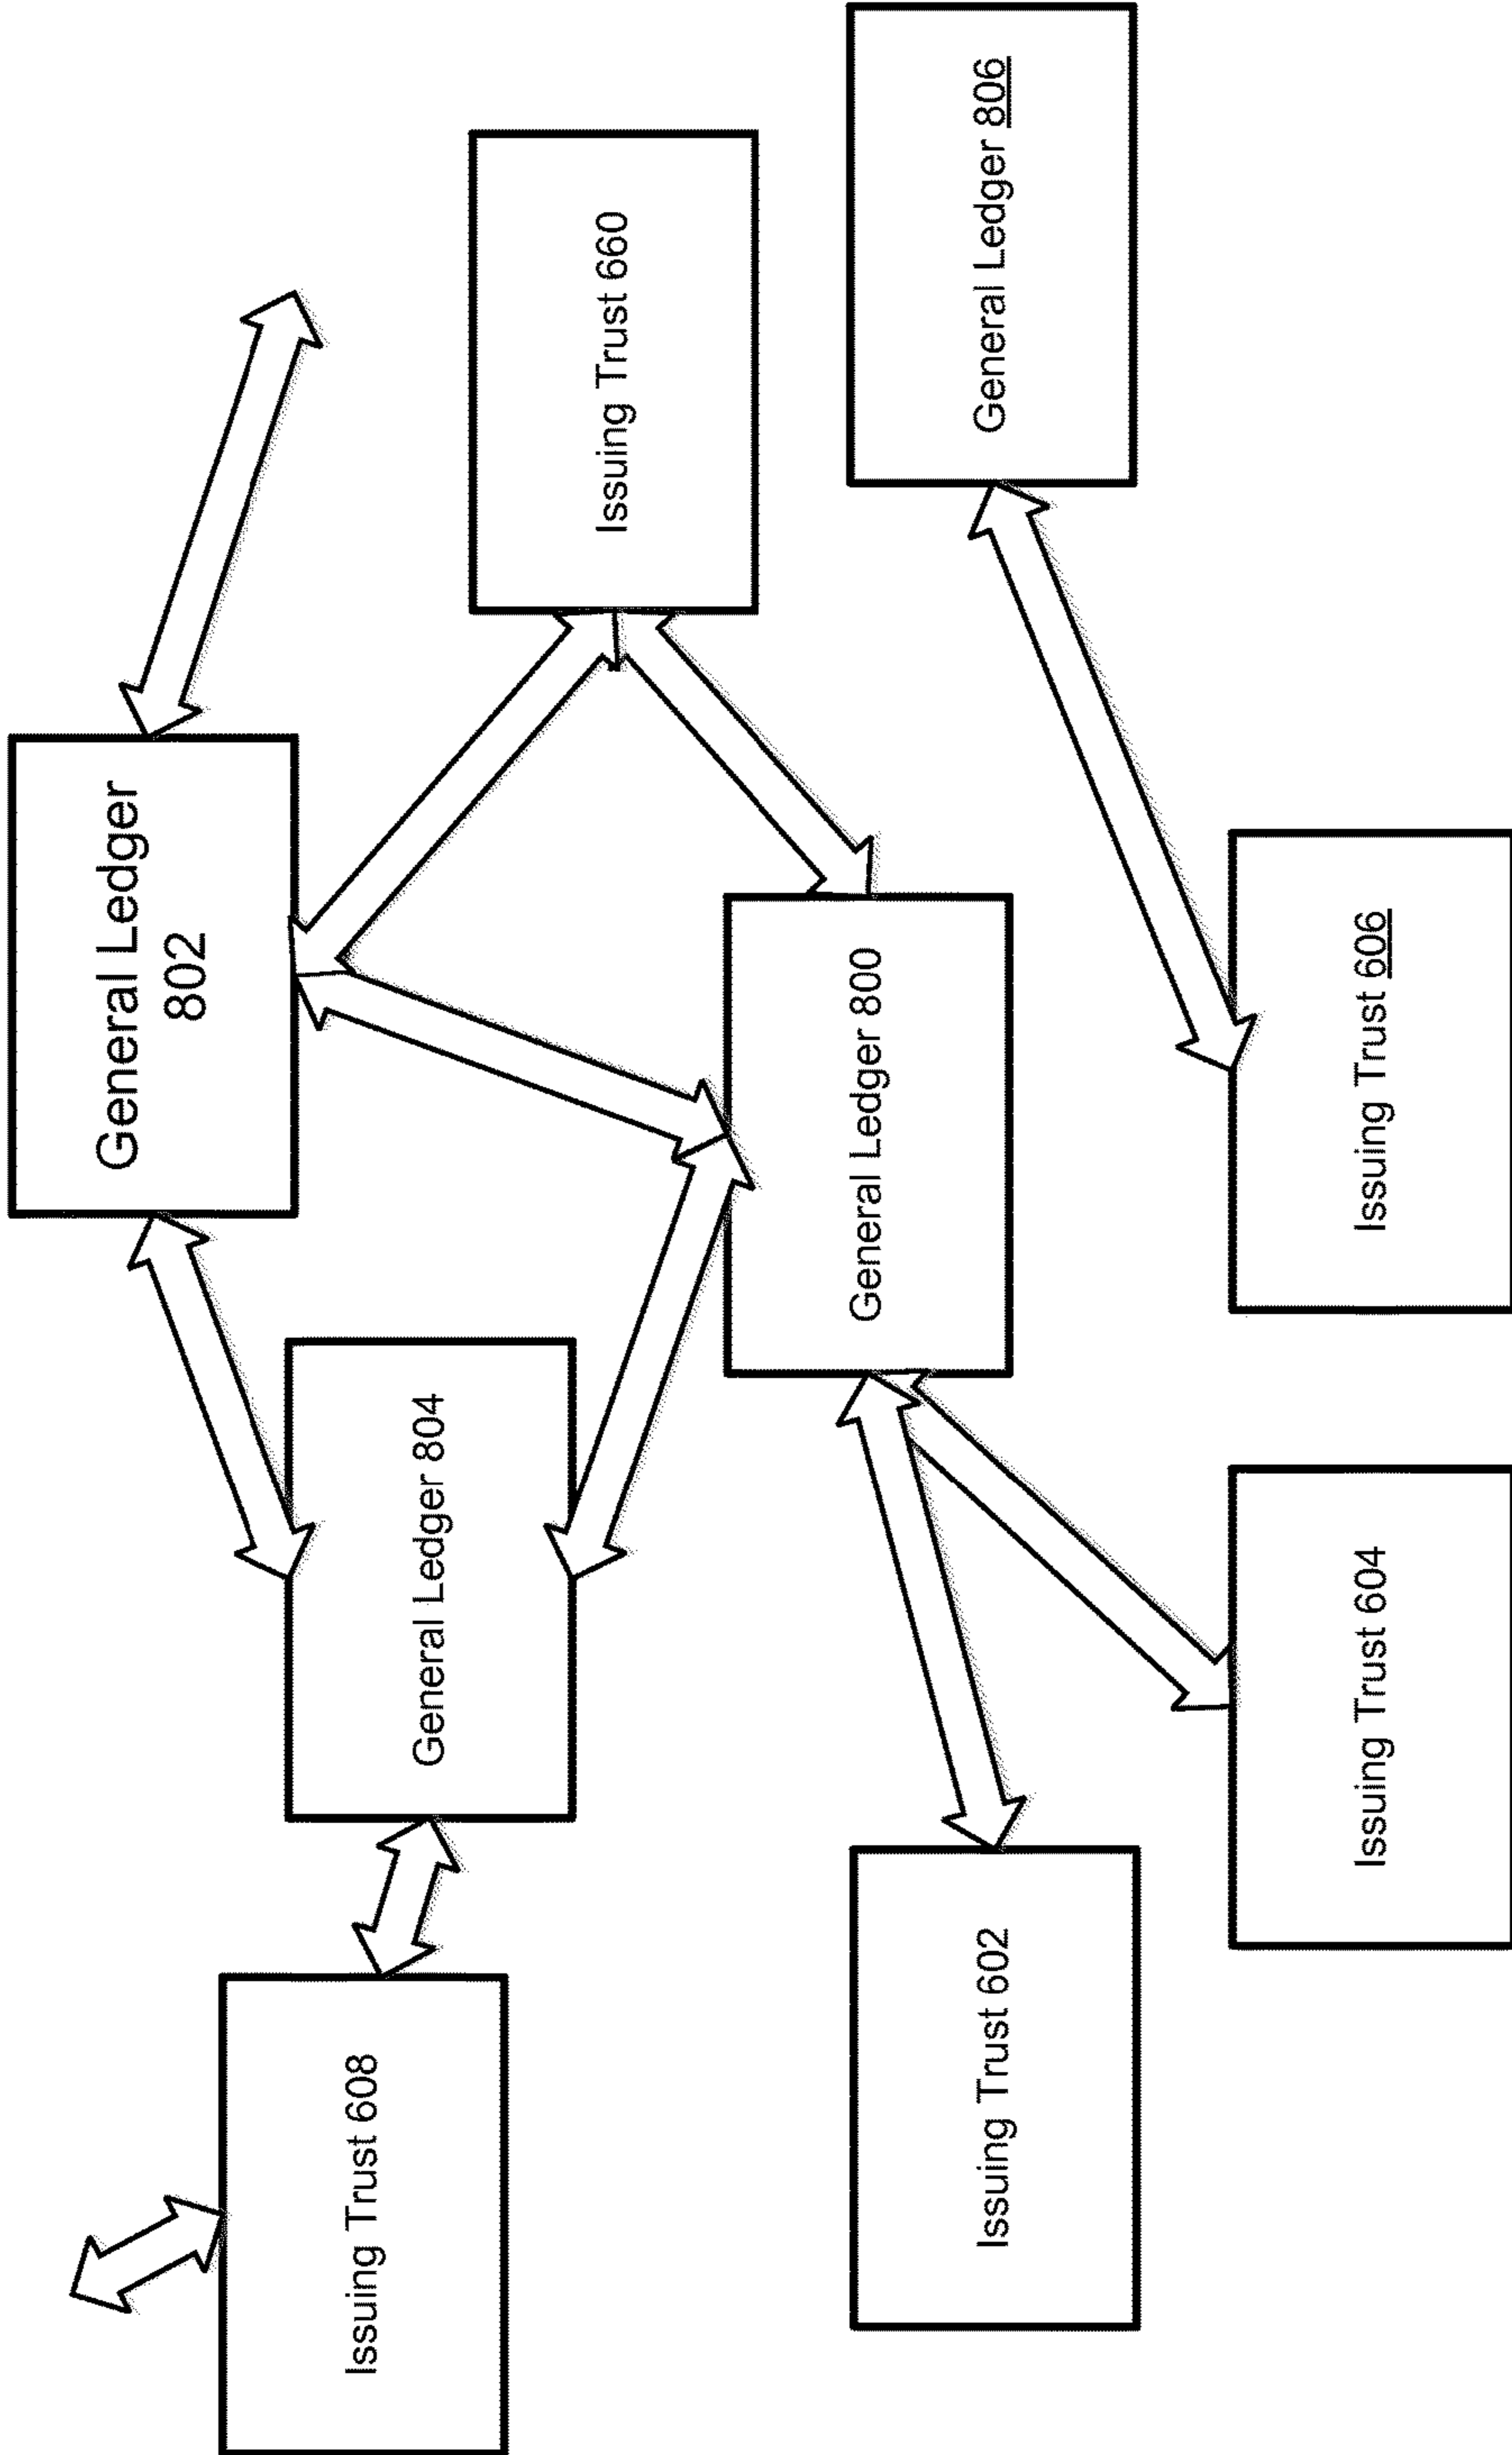 General Ledger
802
Issuing Trust 608
General Ledger 804
Issuing Trust 660
General Ledger 800
Issuing Trust 602
General Ledger 806
Issuing Trust 604
Issuing Trust 606